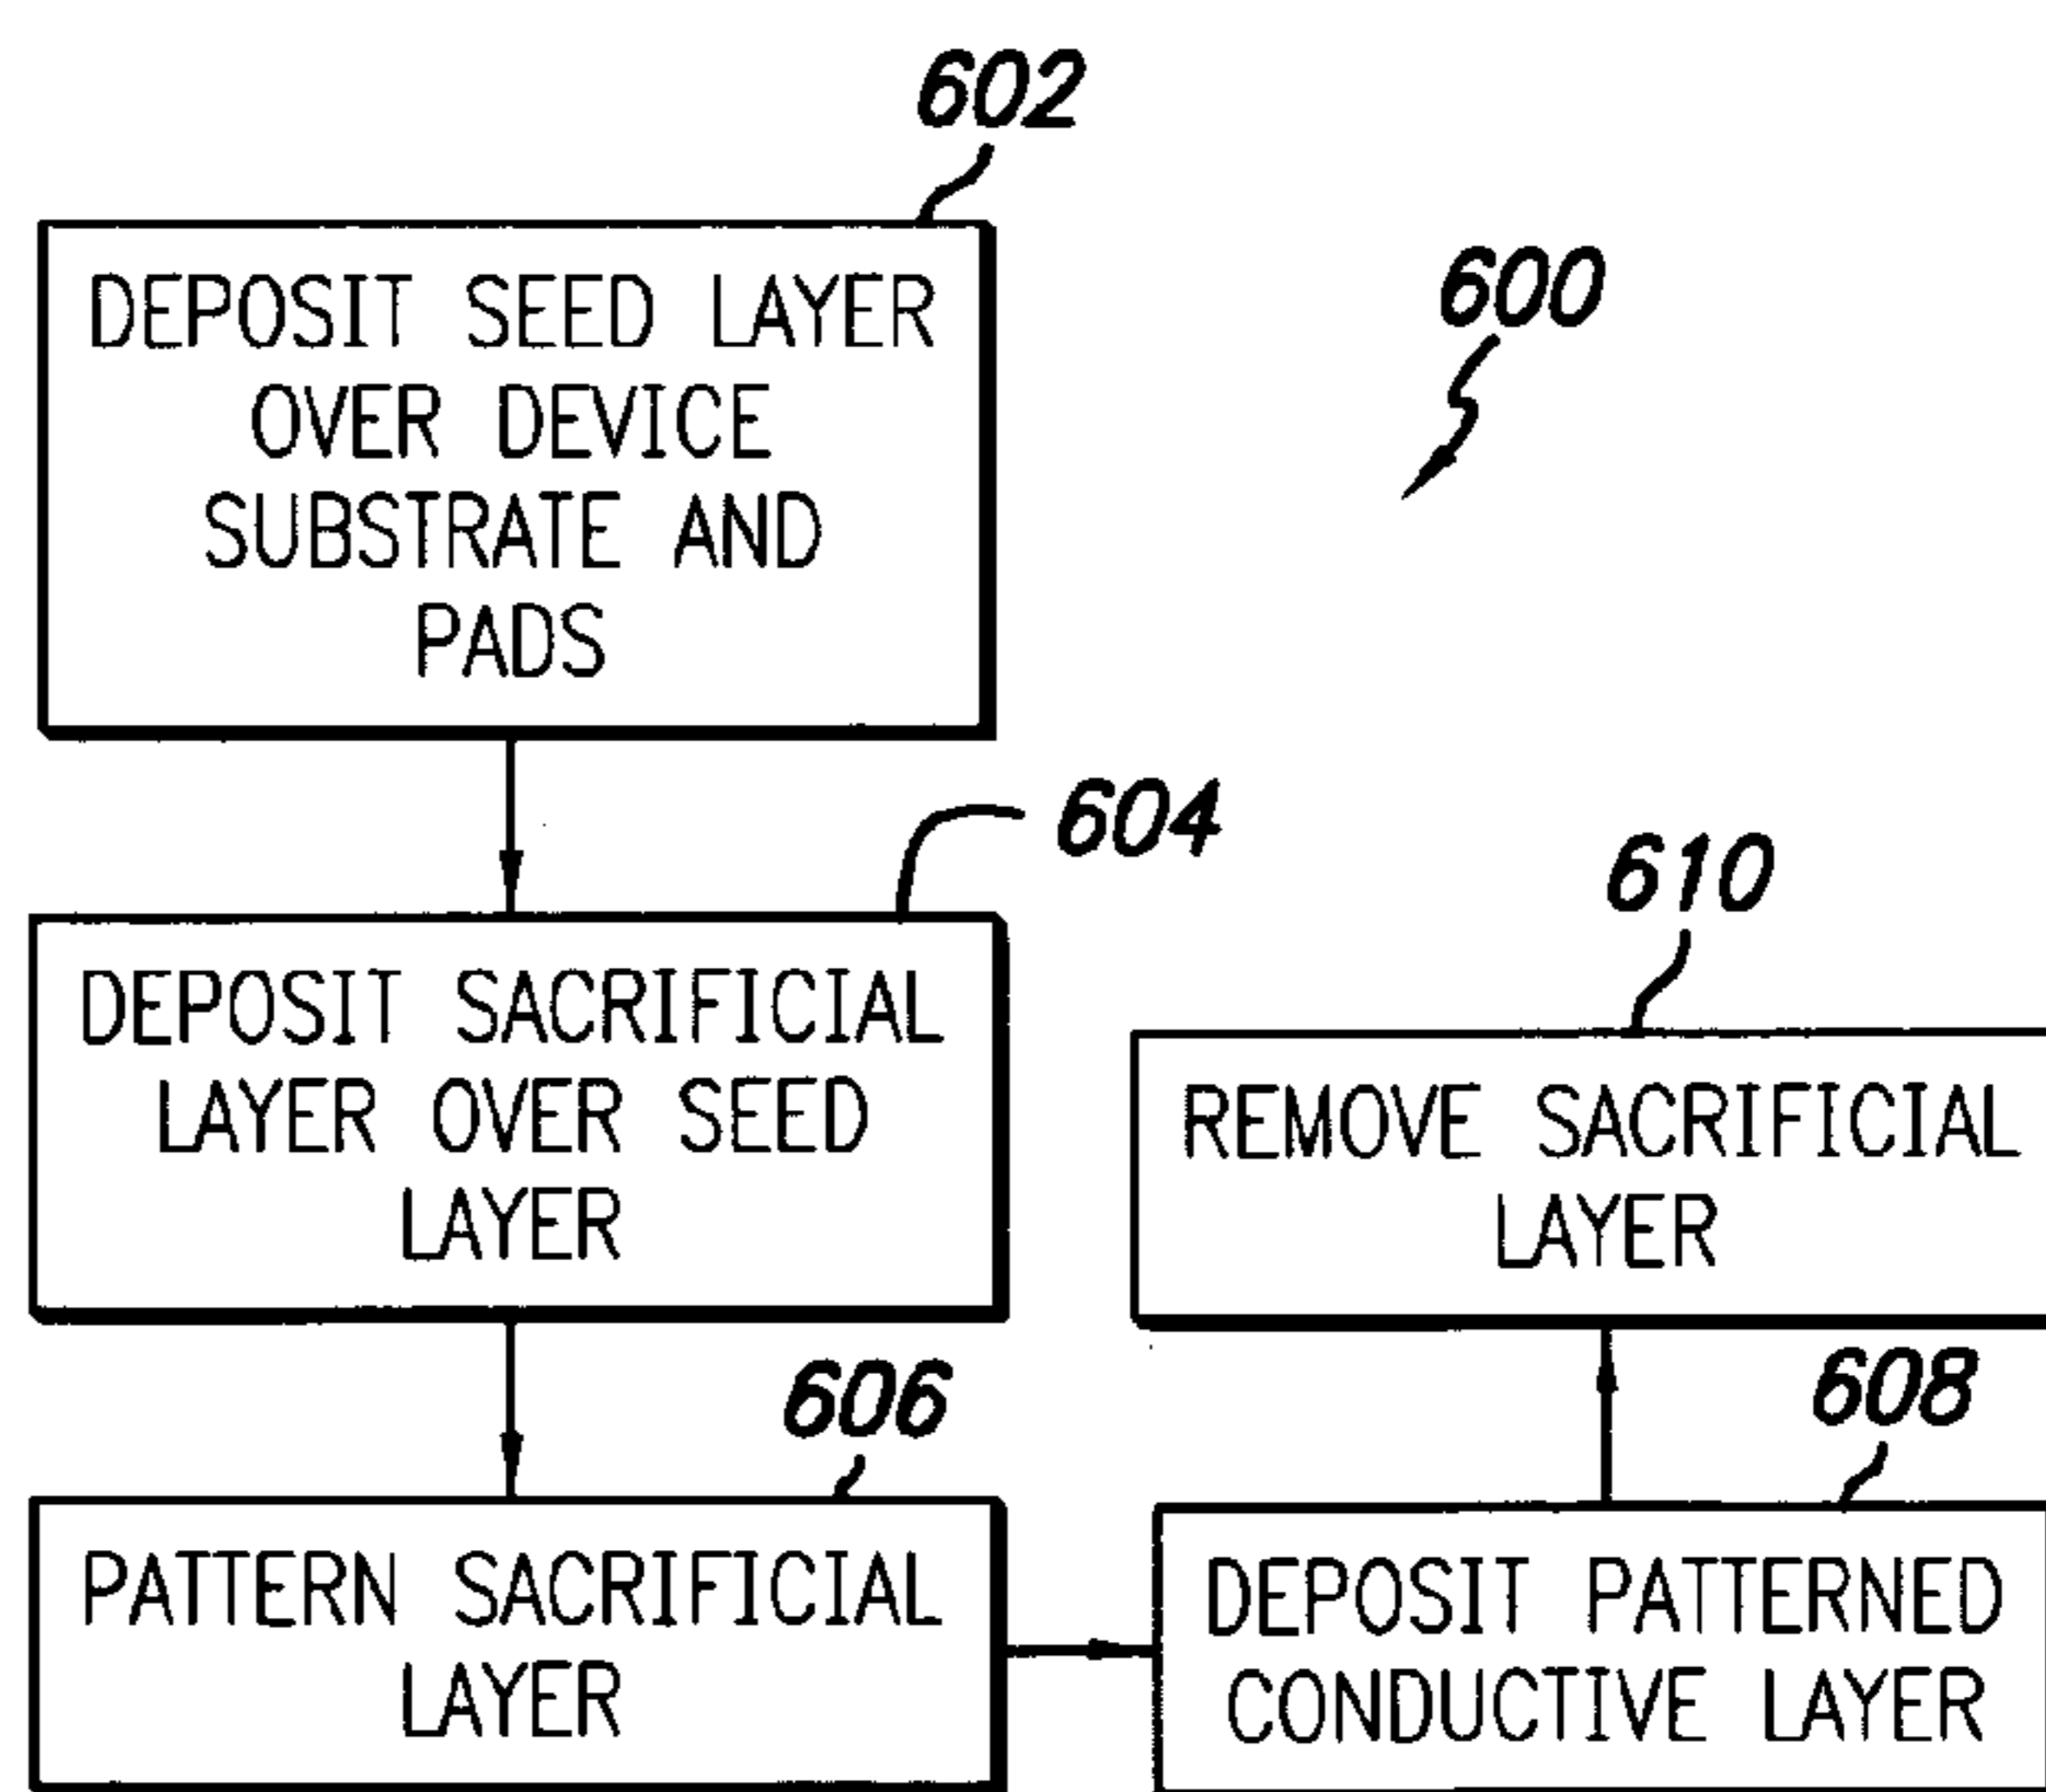 602
DEPOSIT SEED LAYER
OVER DEVICE
SUBSTRATE AND
PADS
600
604
DEPOSIT SACRIFICIAL
LAYER OVER SEED
LAYER
610
REMOVE SACRIFICIAL
LAYER
606
PATTERN SACRIFICIAL
LAYER
608
DEPOSIT PATTERNED
CONDUCTIVE LAYER